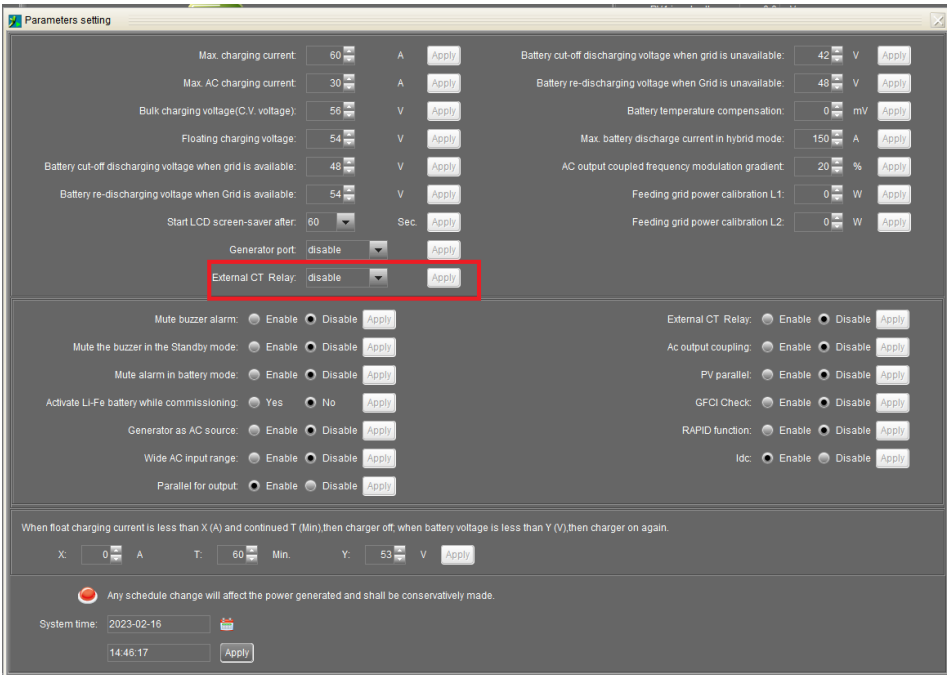 Parameters setting
Max. charging current: 60 A Apply
Max. AC charging current: 30 A Apply
Bulk charging voltage(C.V. voltage): 56 V Apply
Floating charging voltage: 54 V Apply
Battery cut-off discharging voltage when grid is available: 48 V Apply
Battery re-discharging voltage when Grid is available: 54 V Apply
Start LCD screen-saver after: 60 Sec. Apply
Generator port: disable Apply
External CT Relay: disable Apply
Battery cut-off discharging voltage when grid is unavailable: 42 V Apply
Battery re-discharging voltage when Grid is unavailable: 48 V Apply
Battery temperature compensation: 0 mV Apply
Max. battery discharge current in hybrid mode: 150 A Apply
AC output coupled frequency modulation gradient: 20 % Apply
Feeding grid power calibration L1: 0 W Apply
Feeding grid power calibration L2: 0 W Apply
Mute buzzer alarm: Enable Disable Apply
Mute the buzzer in the Standby mode: Enable Disable Apply
Mute alarm in battery mode: Enable Disable Apply
Activate Li-Fe battery while commissioning: Yes No Apply
Generator as AC source: Enable Disable Apply
Wide AC input range: Enable Disable Apply
Parallel for output: Enable Disable Apply
External CT Relay: Enable Disable Apply
Ac output coupling: Enable Disable Apply
PV parallel: Enable Disable Apply
GFCI Check: Enable Disable Apply
RAPID function: Enable Disable Apply
Idc: Enable Disable Apply
When float charging current is less than X (A) and continued T (Min),then charger off; when battery voltage is less than Y (V),then charger on again.
X: 0 A T: 60 Min. Y: 53 V Apply
Any schedule change will affect the power generated and shall be conservatively made.
System time: 2023-02-16
14:46:17 Apply